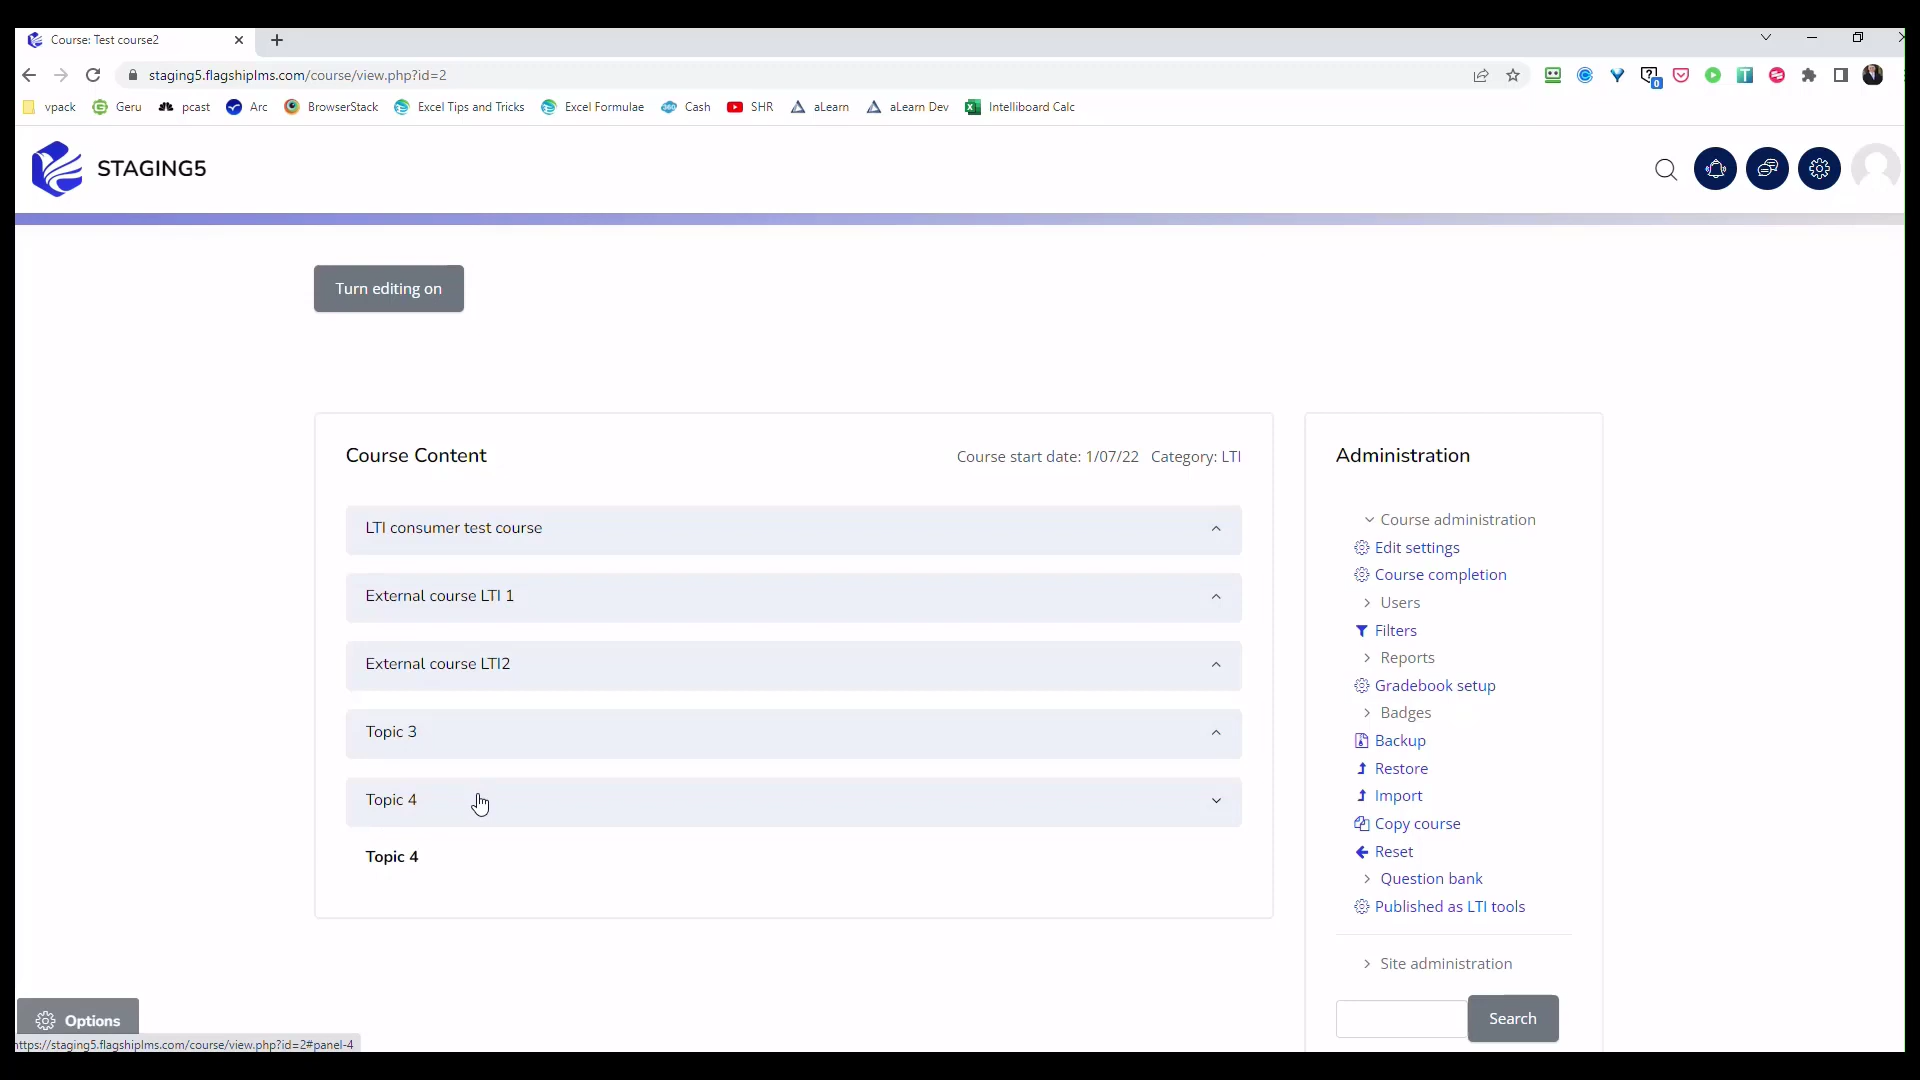 Course: Test course2
staging5.flagshiplms.com/course/view.php?id=2
vpack Geru pcast Arc BrowserStack Excel Tips and Tricks Excel Formulae Cash SHR aLearn aLearn Dev Intelliboard Calc
STAGING5
Turn editing on
Course Content
Course start date: 1/07/22 Category: LTI
LTI consumer test course
External course LTI 1
External course LTI2
Topic 3
Topic 4
Topic 4
Administration
Course administration
Edit settings
Course completion
Users
Filters
Reports
Gradebook setup
Badges
Backup
Restore
Import
Copy course
Reset
Question bank
Published as LTI tools
Site administration
Search
Options
https://staging5.flagshiplms.com/course/view.php?id=2#panel-4